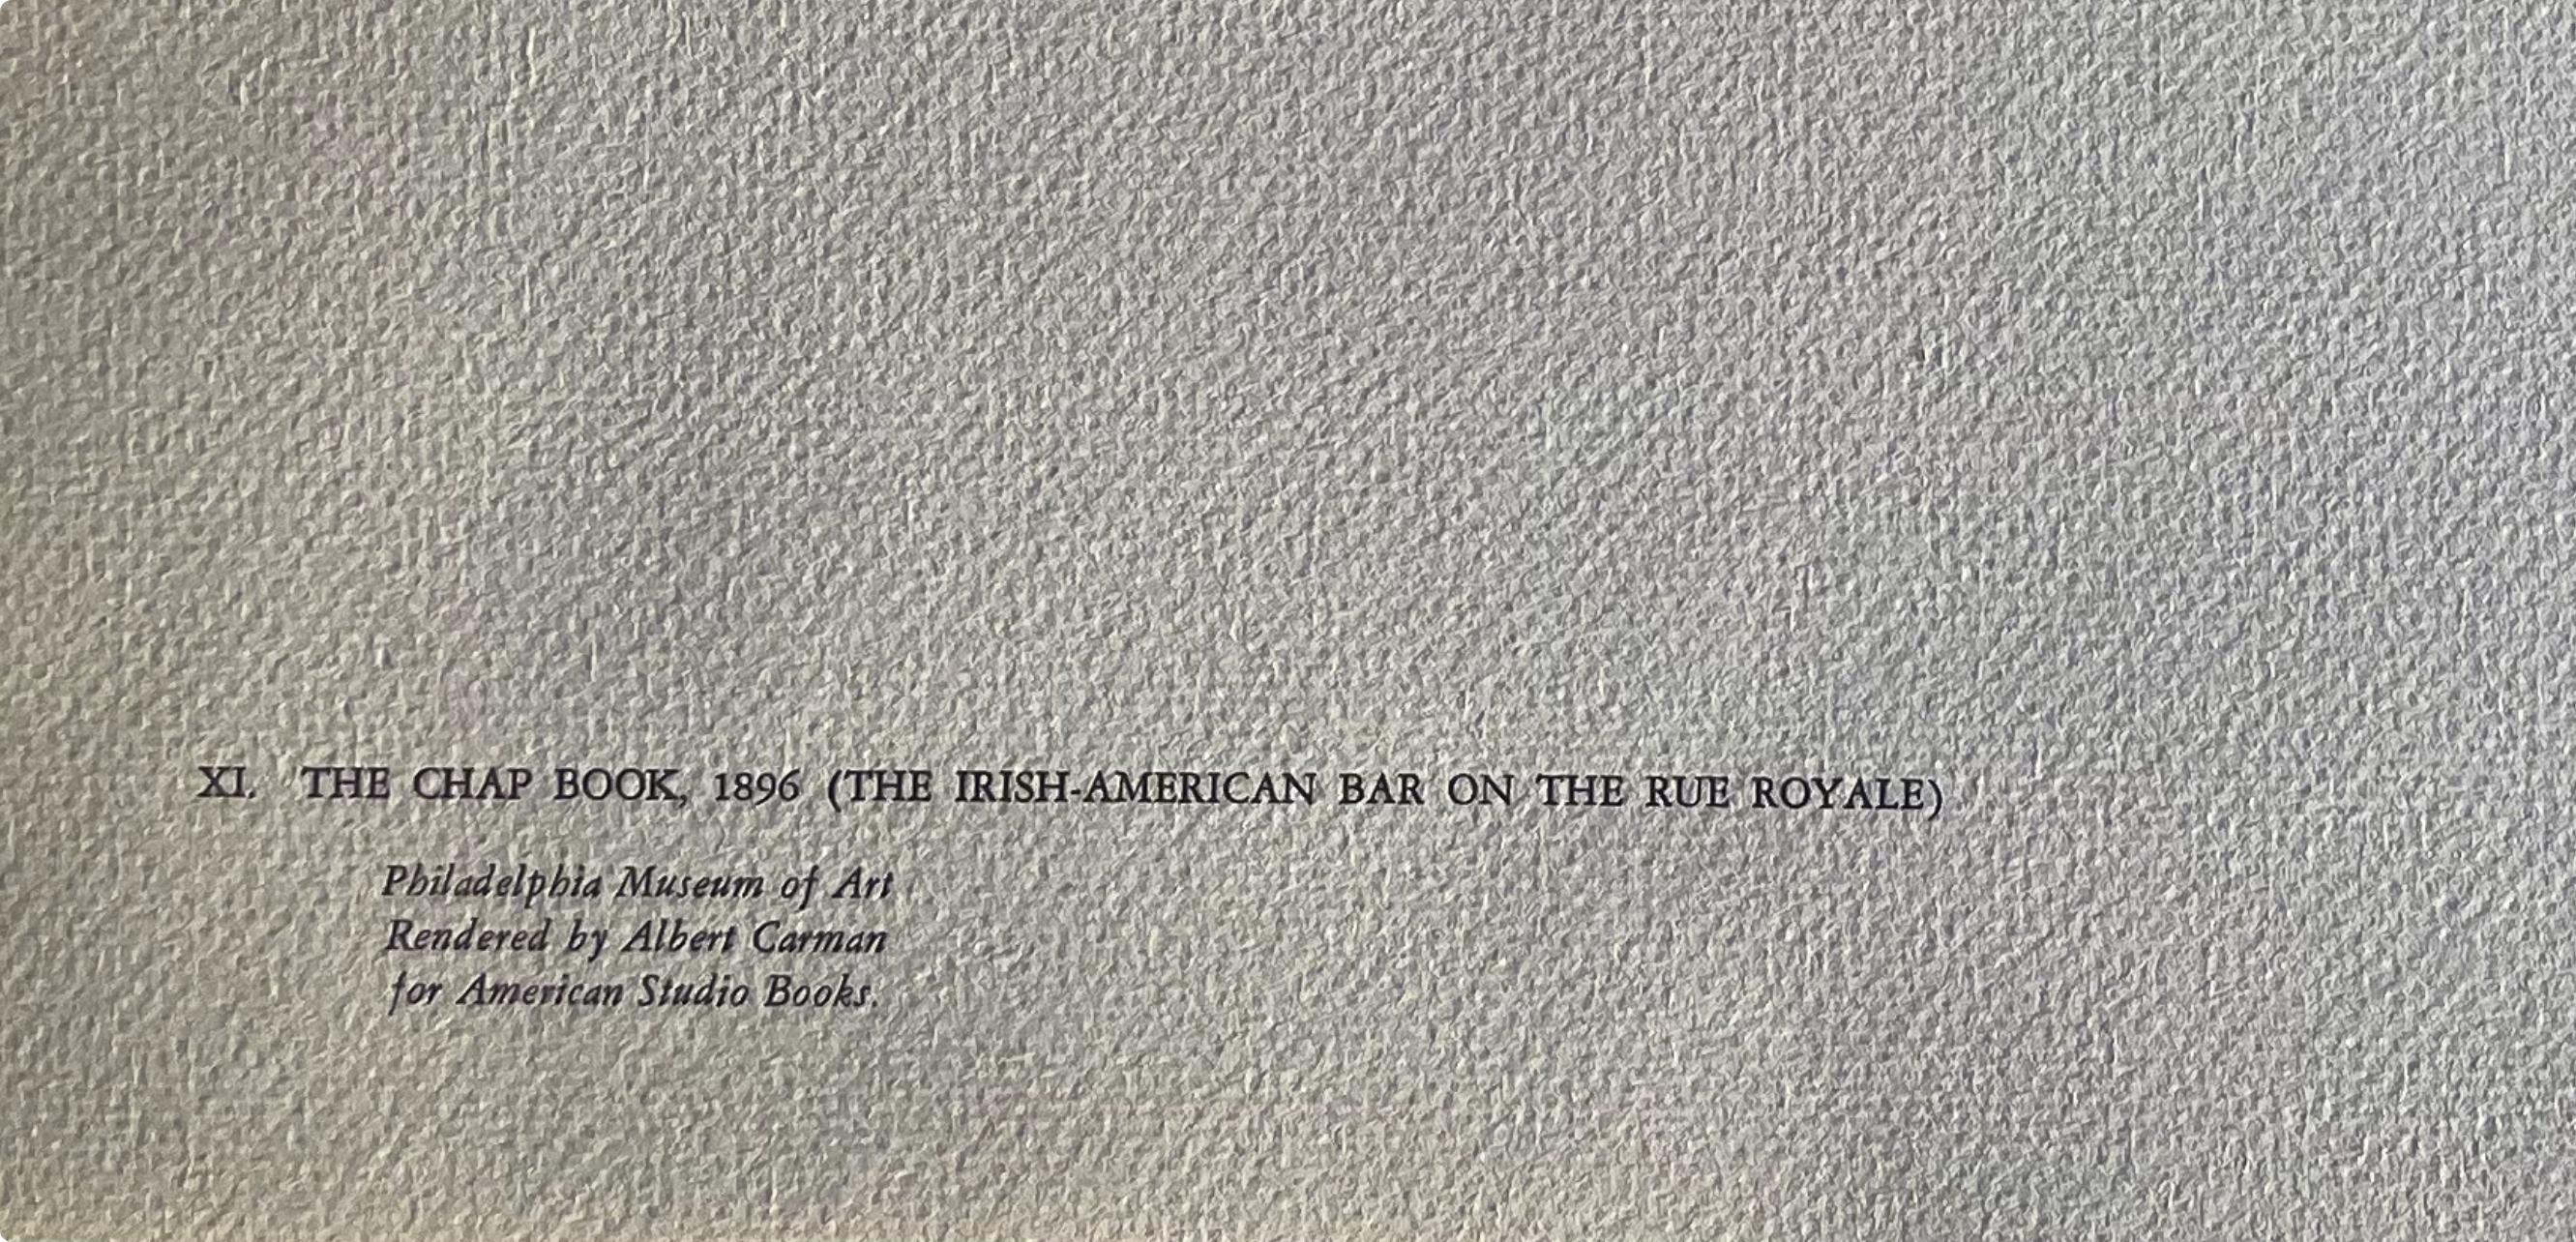 XI. THE CHAP BOOK, 1896 (THE IRISH-AMERICAN BAR ON THE RUE ROYALE)
Philadelphia Museum of Art
Rendered by Albert Carman
for American Studio Books.